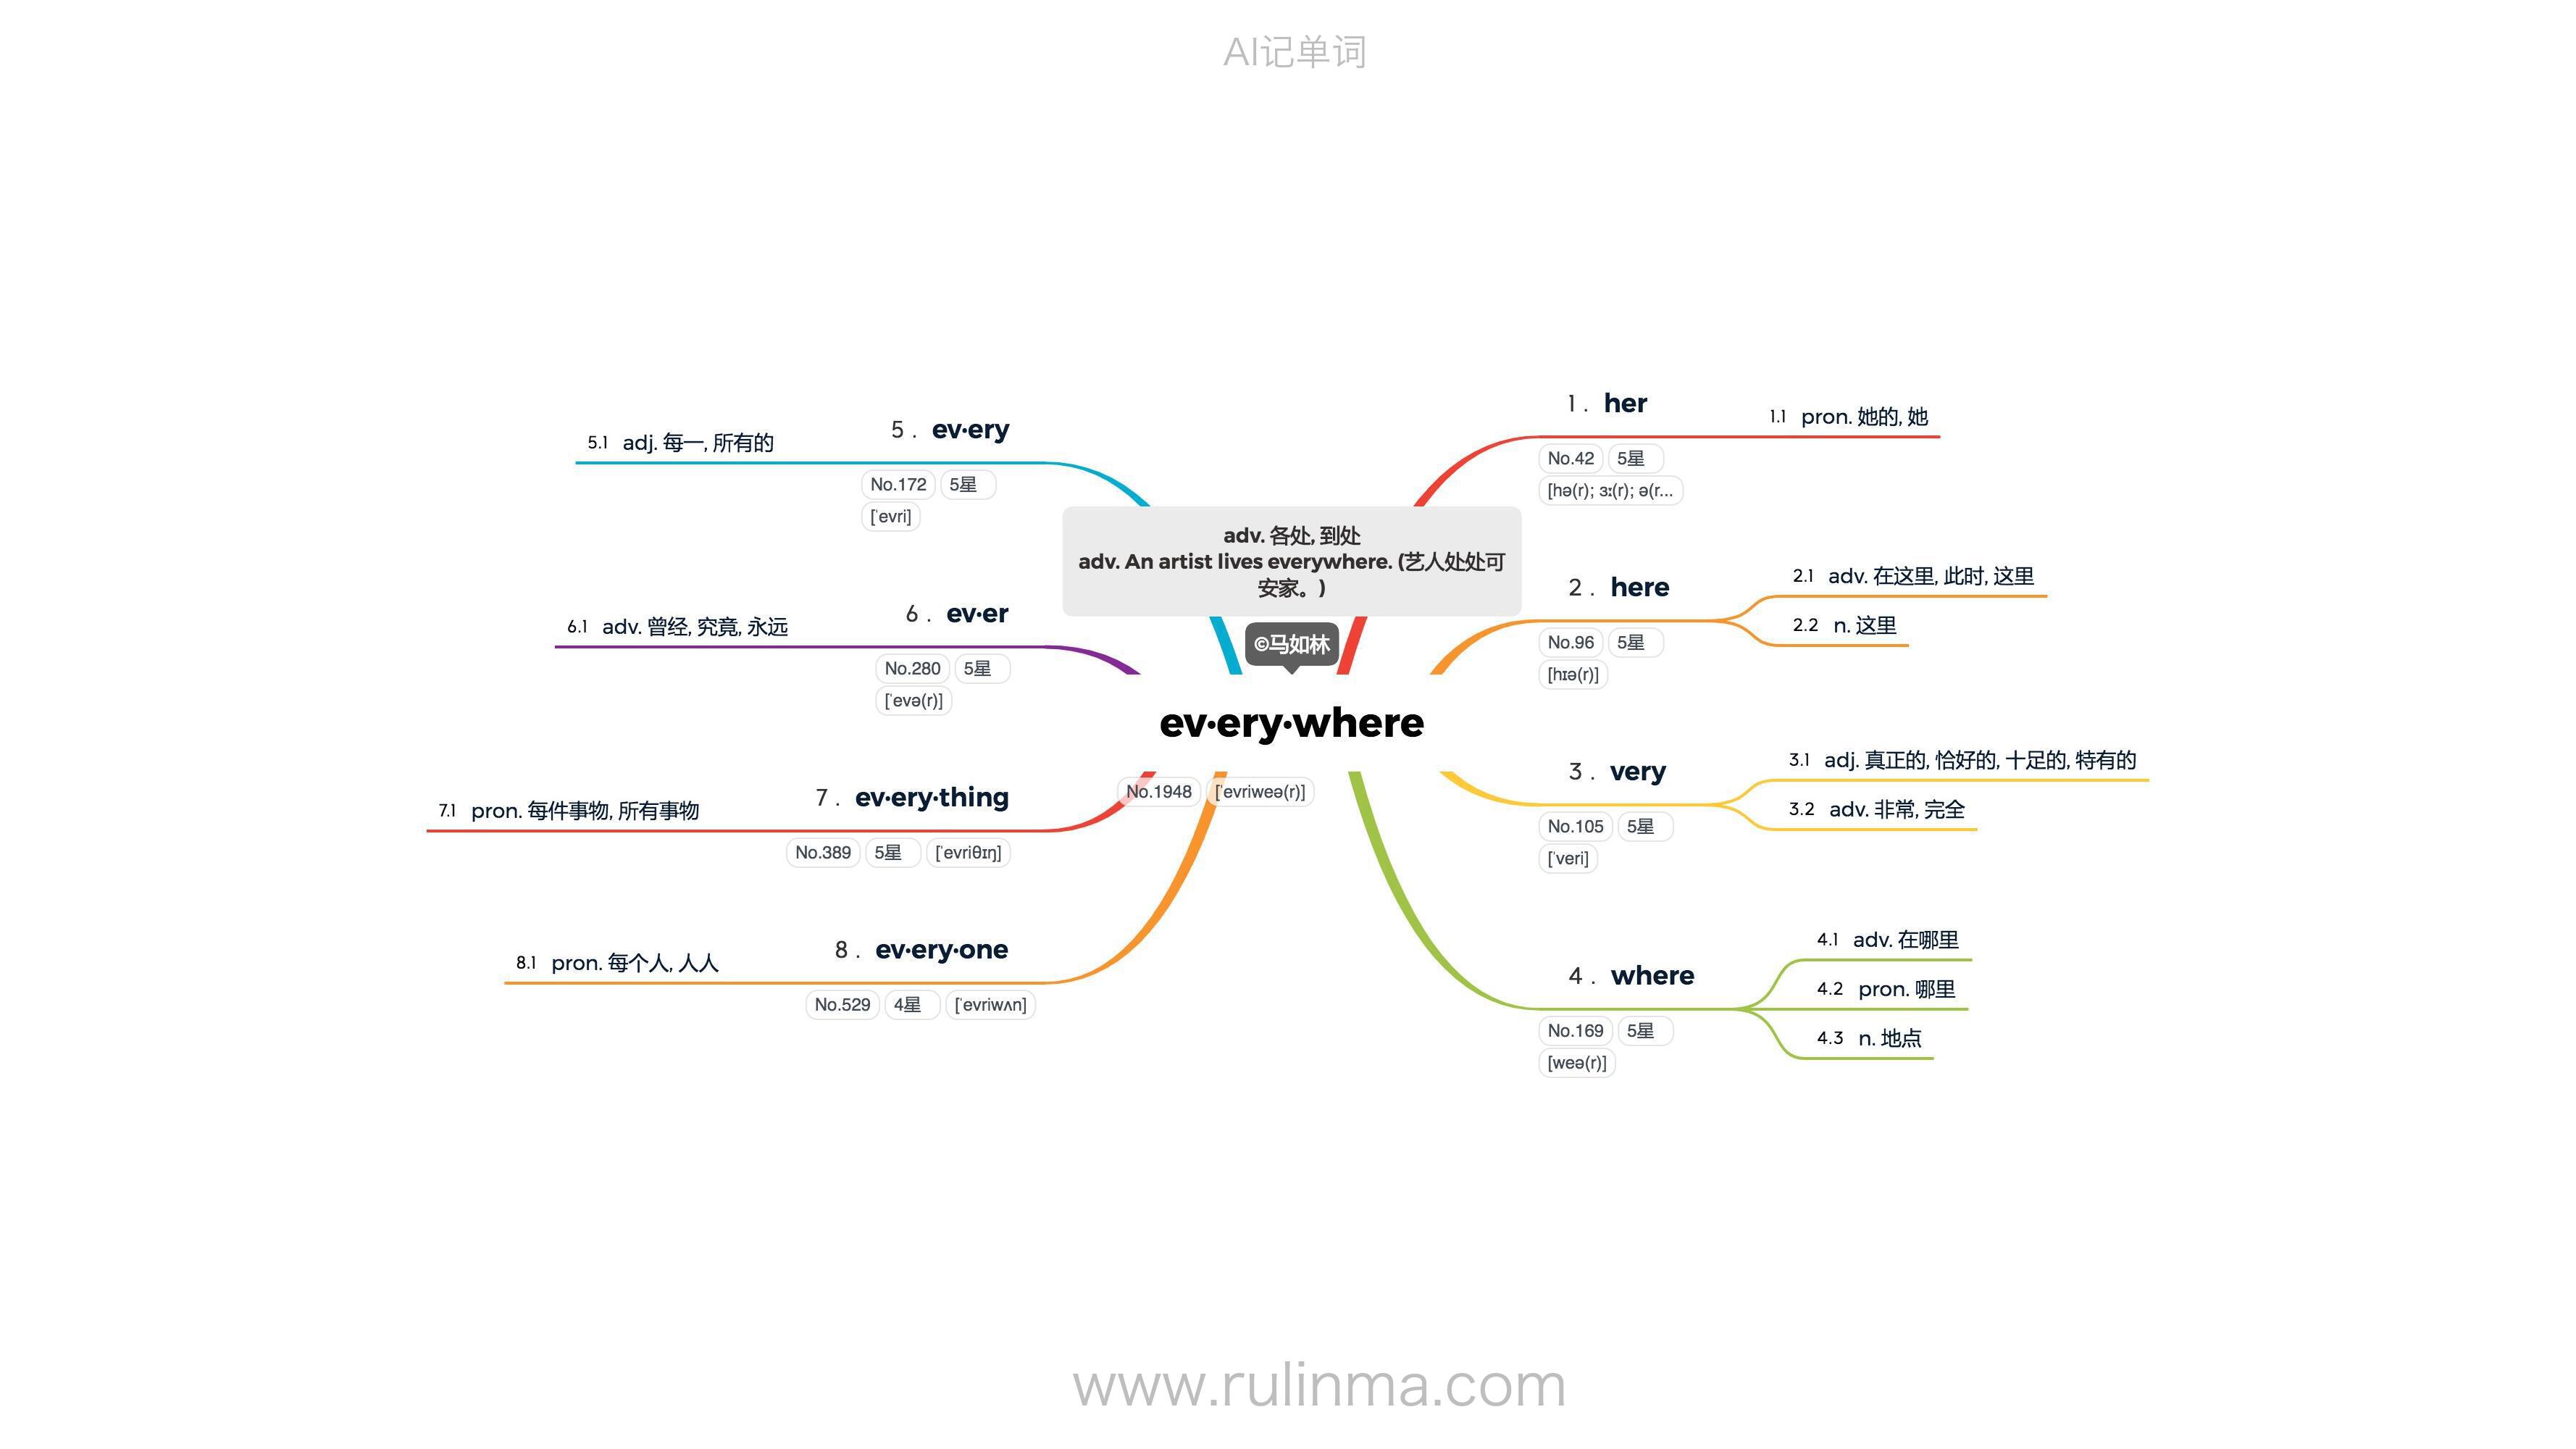 AI记单词
adv. 各处, 到处
adv. An artist lives everywhere. (艺人处处可
安家。)
©马如林
ev·ery·where
No.1948 [ˈevriweə(r)]
1 . her
No.42 5星
[hə(r); ɜː(r); ə(r...
1.1 pron. 她的, 她
2 . here
No.96 5星
[hɪə(r)]
2.1 adv. 在这里, 此时, 这里
2.2 n. 这里
3 . very
No.105 5星
[ˈveri]
3.1 adj. 真正的, 恰好的, 十足的, 特有的
3.2 adv. 非常, 完全
4 . where
No.169 5星
[weə(r)]
4.1 adv. 在哪里
4.2 pron. 哪里
4.3 n. 地点
5 . ev·ery
No.172 5星
[ˈevri]
5.1 adj. 每一, 所有的
6 . ev·er
No.280 5星
[ˈevə(r)]
6.1 adv. 曾经, 究竟, 永远
7 . ev·ery·thing
No.389 5星 [ˈevriθɪŋ]
7.1 pron. 每件事物, 所有事物
8 . ev·ery·one
No.529 4星 [ˈevriwʌn]
8.1 pron. 每个人, 人人
www.rulinma.com